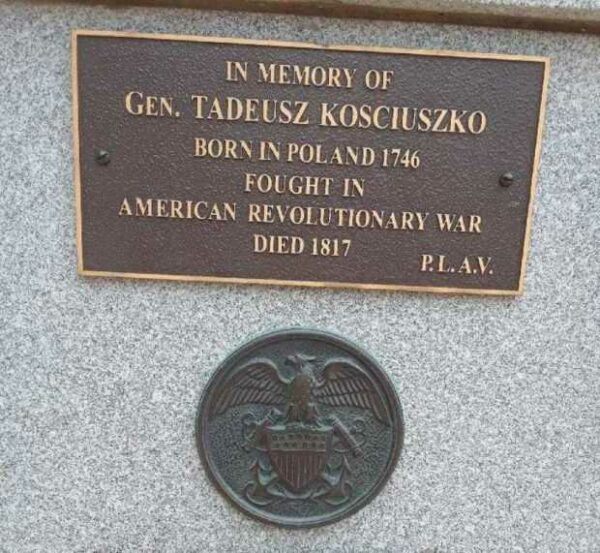 IN MEMORY OF
GEN. TADEUSZ KOSCIUSZKO
BORN IN POLAND 1746
FOUGHT IN
AMERICAN REVOLUTIONARY WAR
DIED 1817
P.L.A.V.